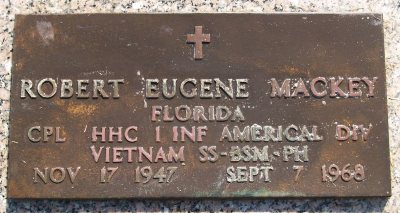 ROBERT EUGENE MACKEY
FLORIDA
CPL HHC 1 INF AMERICAL DIV
VIETNAM SS-BSM-PH
NOV 17 1947 SEPT 7 1968